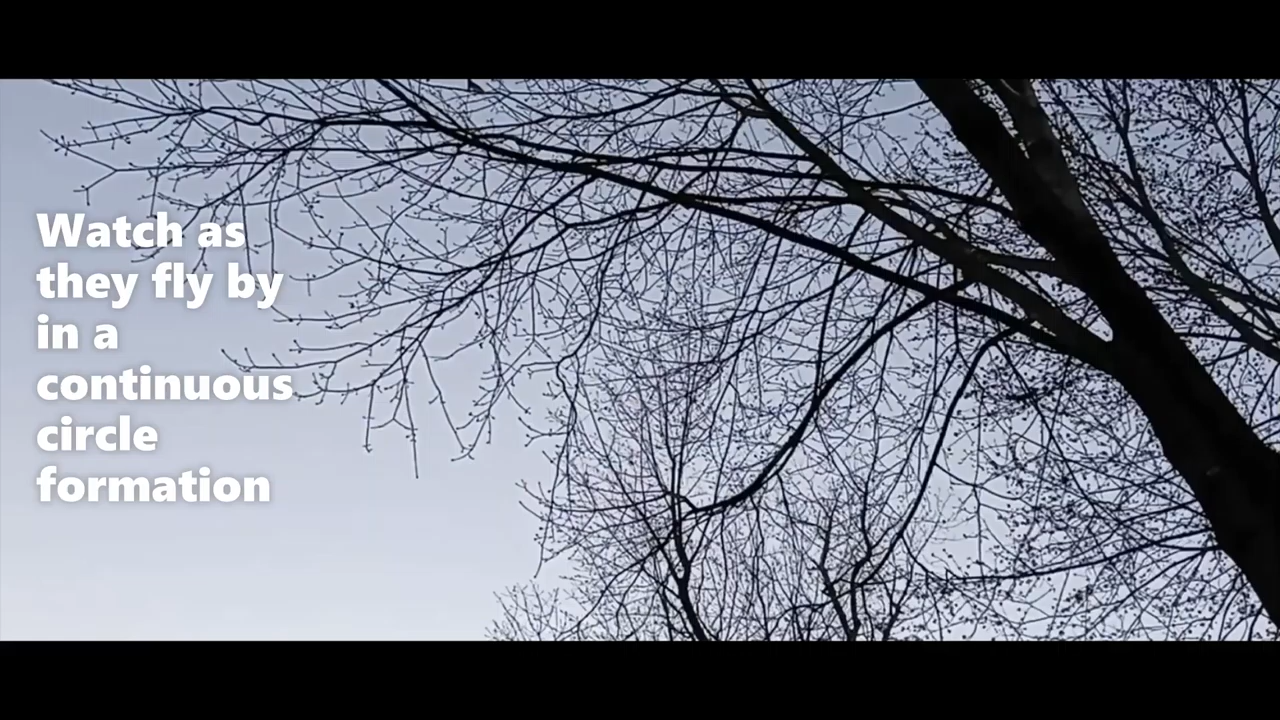 Watch as
they fly by
in a
continuous
circle
formation